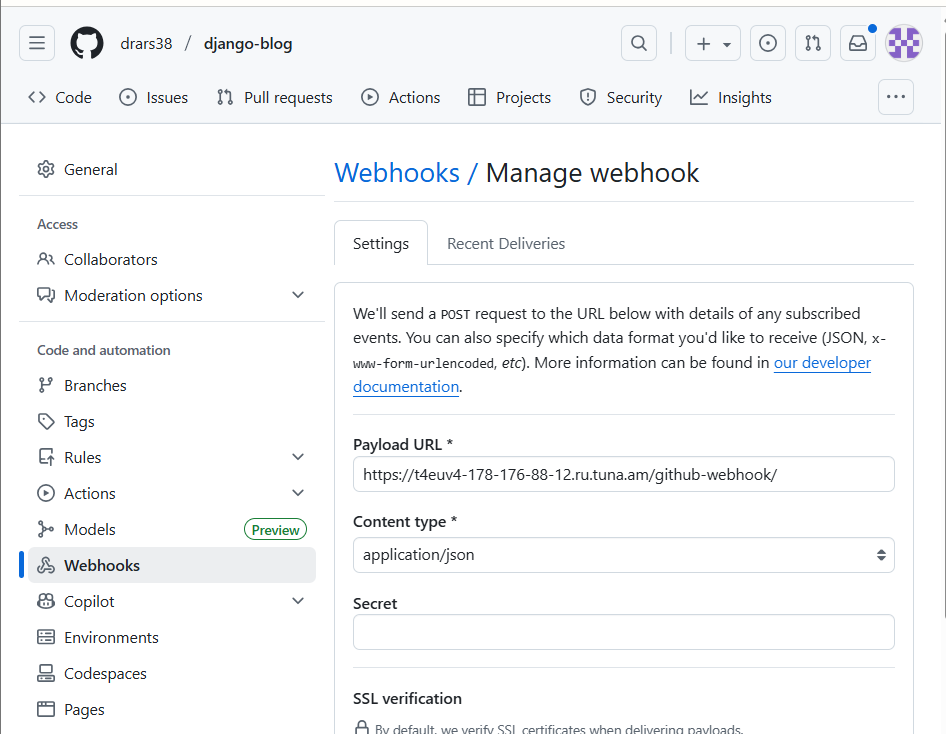 drars38 / django-blog
Code Issues Pull requests Actions Projects Security Insights
General
Access
Collaborators
Moderation options
Code and automation
Branches
Tags
Rules
Actions
Models Preview
Webhooks
Copilot
Environments
Codespaces
Pages
Webhooks / Manage webhook
Settings Recent Deliveries
We'll send a POST request to the URL below with details of any subscribed
events. You can also specify which data format you'd like to receive (JSON, x-
www-form-urlencoded, etc). More information can be found in our developer
documentation.
Payload URL *
https://t4euv4-178-176-88-12.ru.tuna.am/github-webhook/
Content type *
application/json
Secret
SSL verification
By default, we verify SSL certificates when delivering payloads.